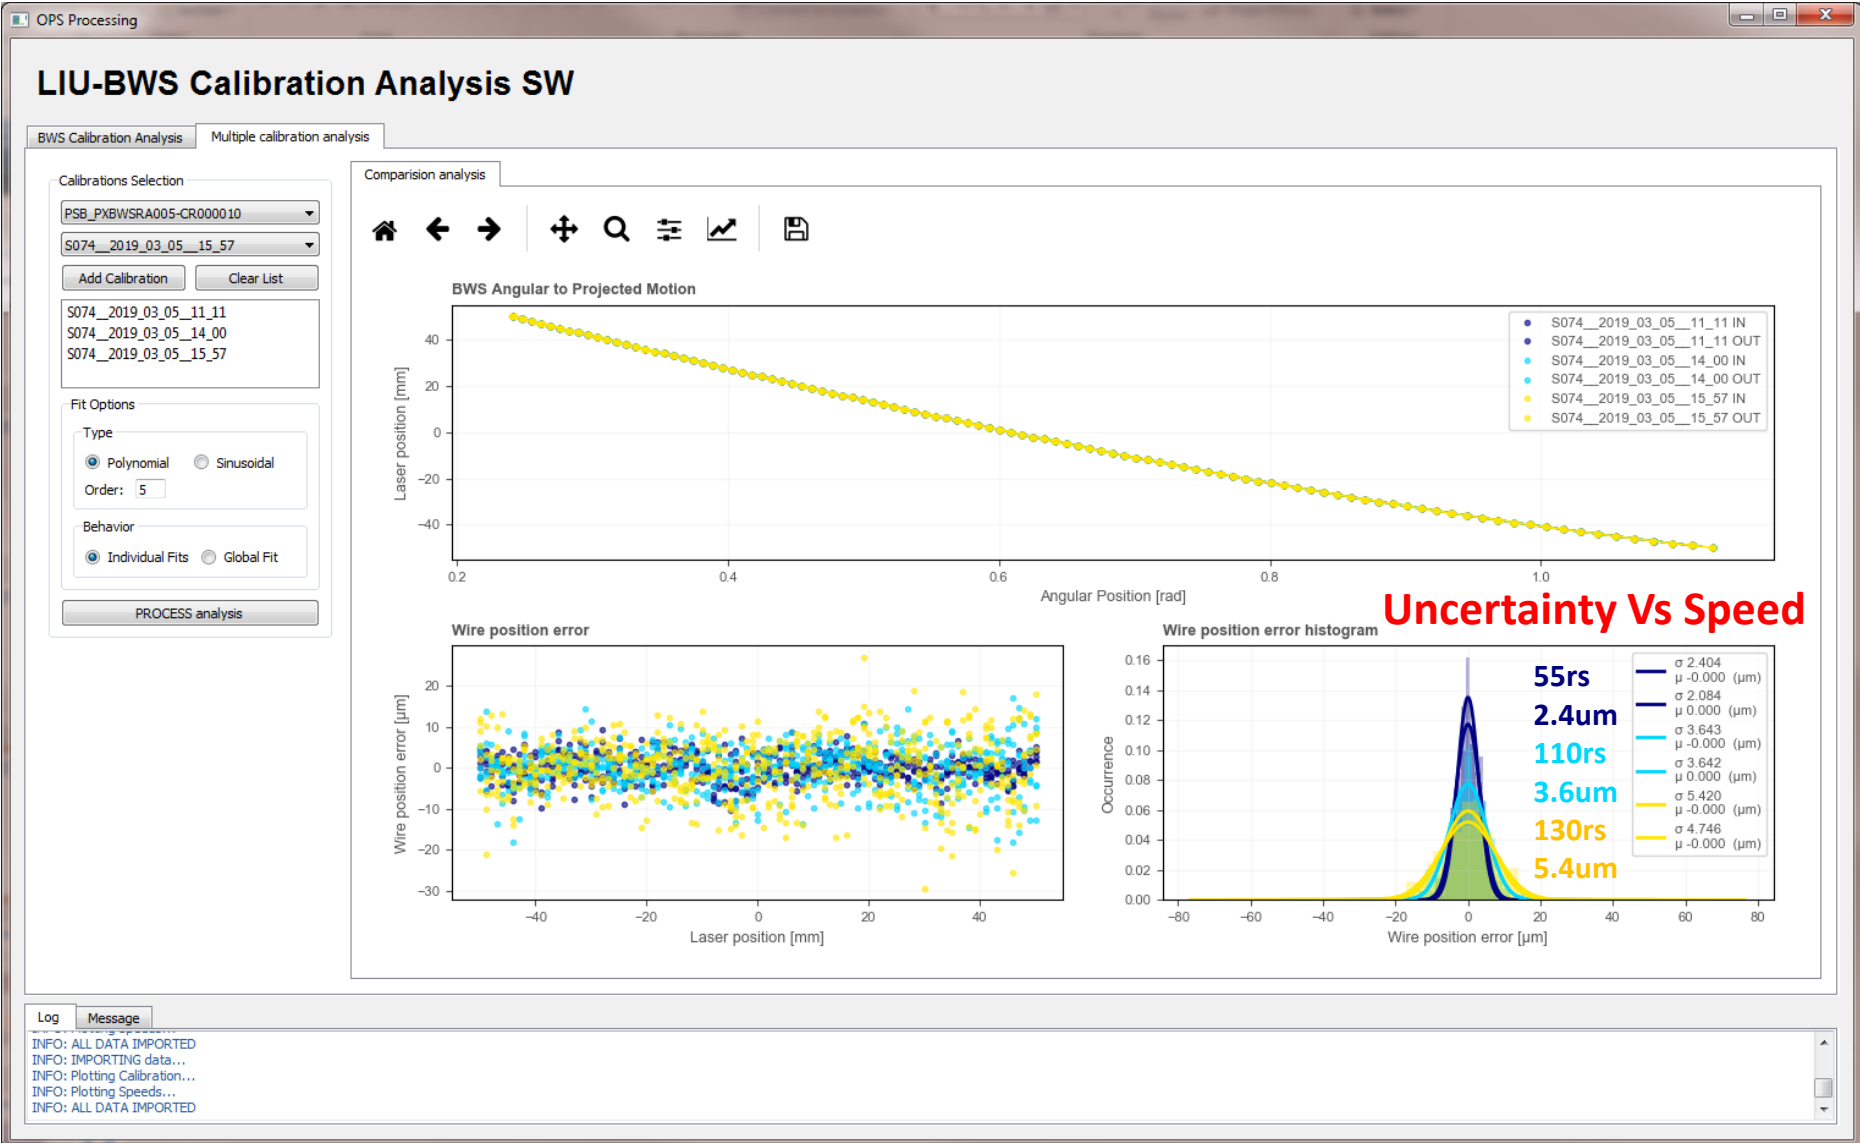 OPS Processing
LIU-BWS Calibration Analysis SW
BWS Calibration Analysis
Multiple calibration analysis
Calibrations Selection
PSB_PXBWSRA005-CR000010
S074__2019_03_05__15_57
Add Calibration
Clear List
S074__2019_03_05__11_11
S074__2019_03_05__14_00
S074__2019_03_05__15_57
Fit Options
Type
Polynomial
Sinusoidal
Order: 5
Behavior
Individual Fits
Global Fit
PROCESS analysis
Comparision analysis
BWS Angular to Projected Motion
Laser position [mm]
40
20
0
−20
−40
S074__2019_03_05__11_11 IN
S074__2019_03_05__11_11 OUT
S074__2019_03_05__14_00 IN
S074__2019_03_05__14_00 OUT
S074__2019_03_05__15_57 IN
S074__2019_03_05__15_57 OUT
0.2 0.4 0.6 0.8 1.0
Angular Position [rad]
Uncertainty Vs Speed
Wire position error
Wire position error [µm]
20
10
0
−10
−20
−30
−40 −20 0 20 40
Laser position [mm]
Wire position error histogram
Occurrence
0.16
0.14
0.12
0.10
0.08
0.06
0.04
0.02
0.00
55rs
2.4um
110rs
3.6um
130rs
5.4um
σ 2.404
µ -0.000 (µm)
σ 2.084
µ 0.000 (µm)
σ 3.643
µ -0.000 (µm)
σ 3.642
µ 0.000 (µm)
σ 5.420
µ -0.000 (µm)
σ 4.746
µ -0.000 (µm)
−80 −60 −40 −20 0 20 40 60 80
Wire position error [µm]
Log
Message
INFO: ALL DATA IMPORTED
INFO: IMPORTING data...
INFO: Plotting Calibration...
INFO: Plotting Speeds...
INFO: ALL DATA IMPORTED